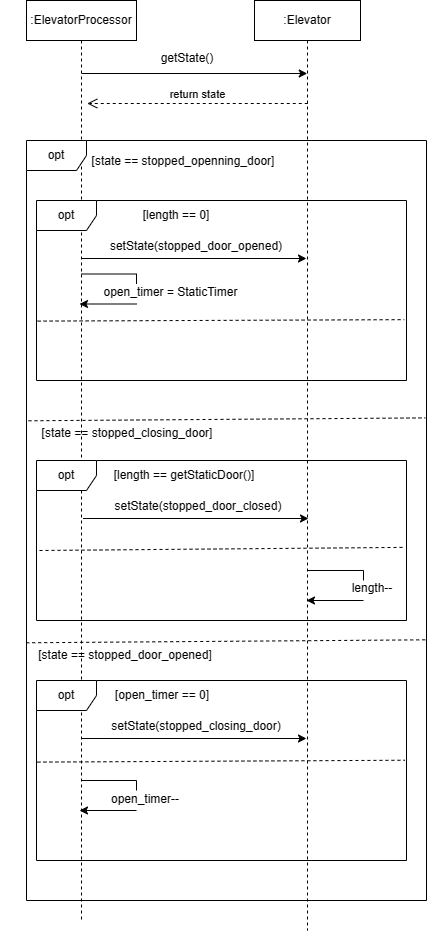 :ElevatorProcessor
:Elevator
getState()
return state
opt
[state == stopped_openning_door]
opt
[length == 0]
setState(stopped_door_opened)
open_timer = StaticTimer
[state == stopped_closing_door]
opt
[length == getStaticDoor()]
setState(stopped_door_closed)
length--
[state == stopped_door_opened]
opt
[open_timer == 0]
setState(stopped_closing_door)
open_timer--